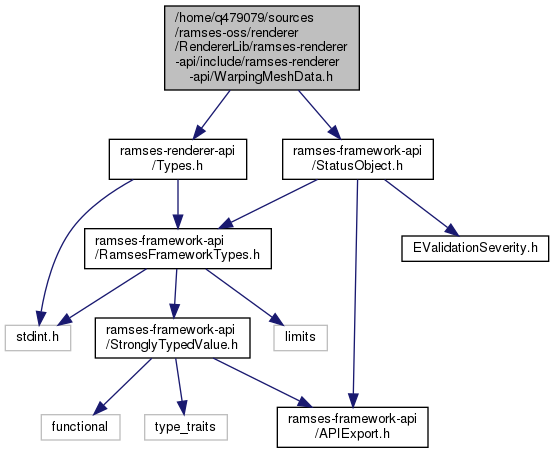 /home/q479079/sources
/ramses-oss/renderer
/RendererLib/ramses-renderer
-api/include/ramses-renderer
-api/WarpingMeshData.h
ramses-renderer-api
/Types.h
ramses-framework-api
/StatusObject.h
ramses-framework-api
/RamsesFrameworkTypes.h
EValidationSeverity.h
stdint.h
ramses-framework-api
/StronglyTypedValue.h
limits
functional
type_traits
ramses-framework-api
/APIExport.h